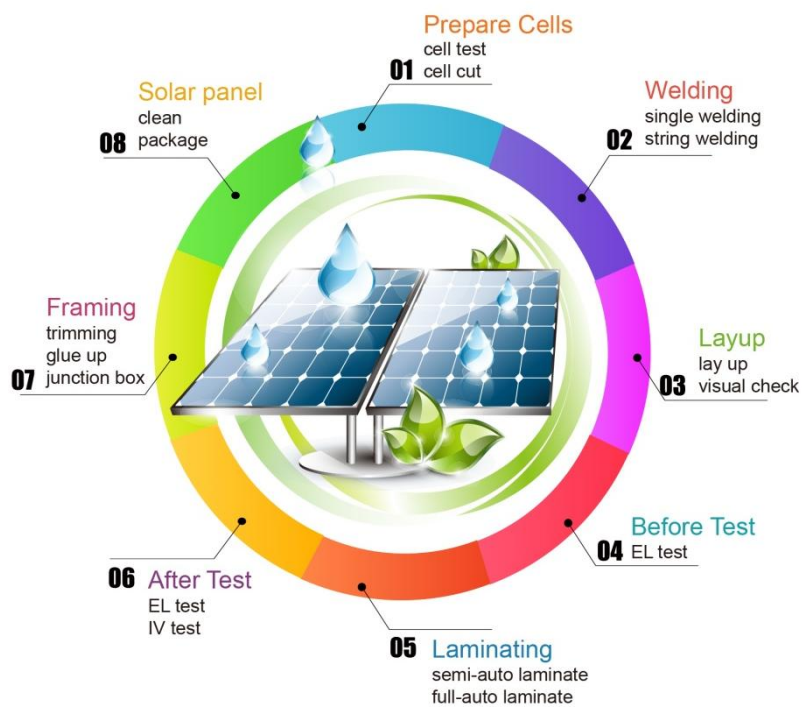 01
Prepare Cells
cell test
cell cut
02
Welding
single welding
string welding
03
Layup
lay up
visual check
04
Before Test
EL test
05
Laminating
semi-auto laminate
full-auto laminate
06
After Test
EL test
IV test
07
Framing
trimming
glue up
junction box
08
Solar panel
clean
package